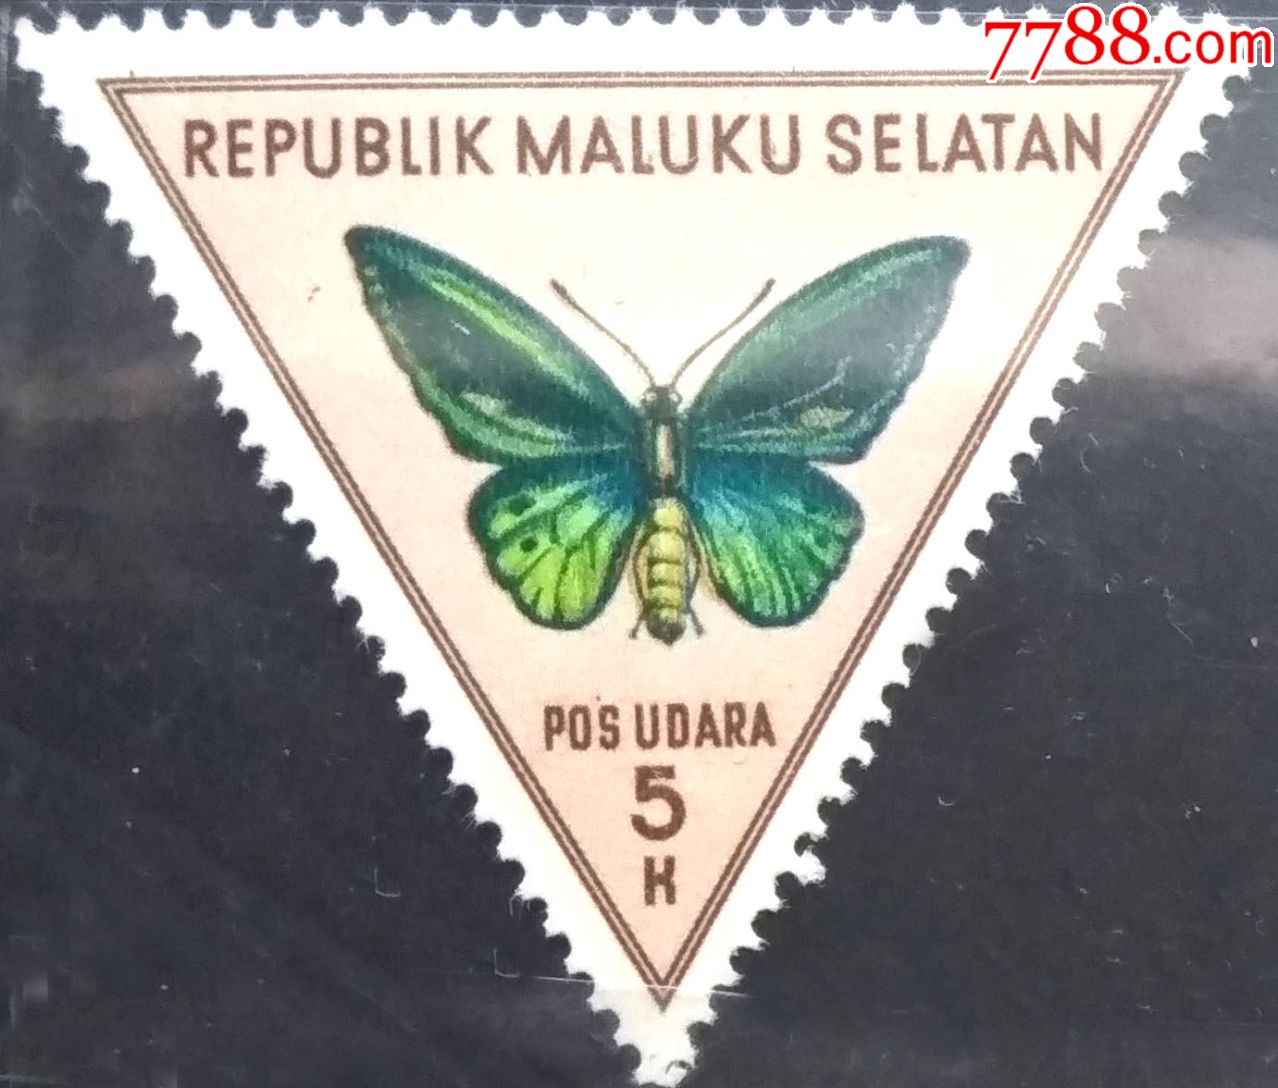 7788.com
REPUBLIK MALUKU SELATAN
POS UDARA
5
K